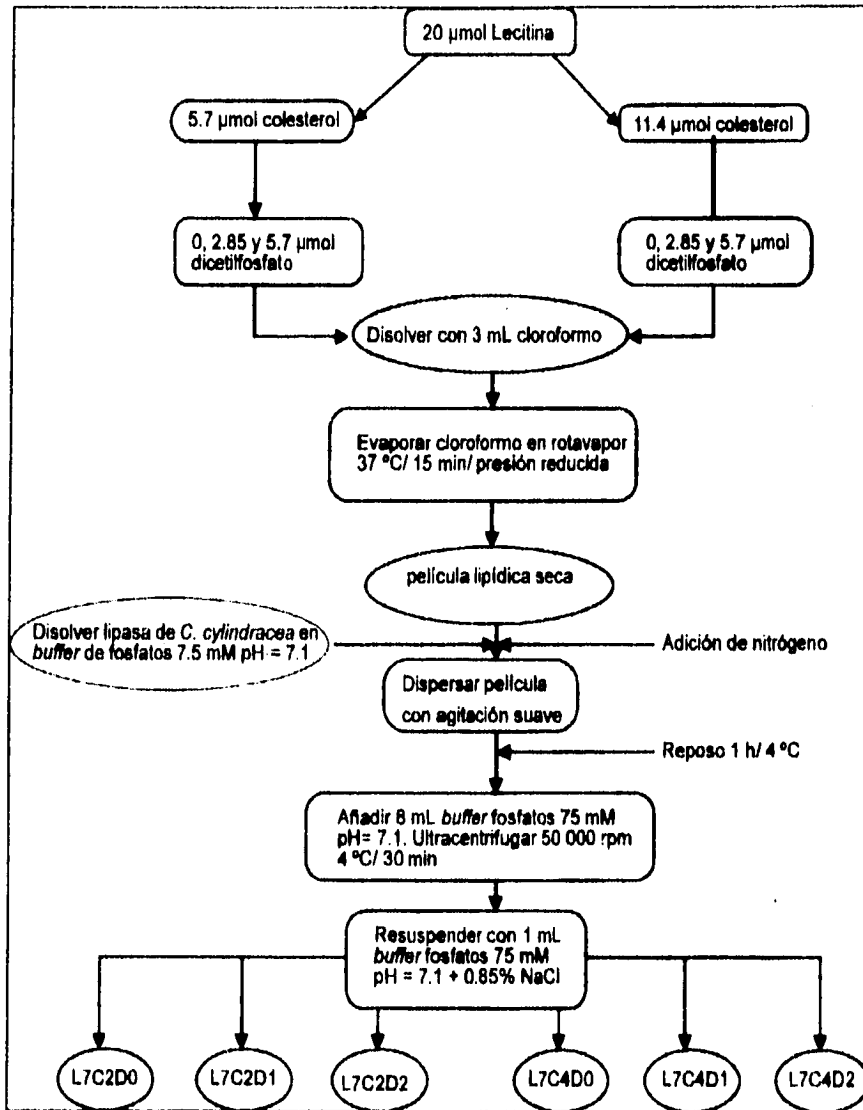 20 µmol Lecitina
5.7 µmol colesterol
11.4 µmol colesterol
0, 2.85 y 5.7 µmol
dicetilfosfato
0, 2.85 y 5.7 µmol
dicetilfosfato
Disolver con 3 mL cloroformo
Evaporar cloroformo en rotavapor
37 ºC/ 15 min/ presión reducida
película lipídica seca
Disolver lipasa de C. cylindracea en
buffer de fosfatos 7.5 mM pH = 7.1
Adición de nitrógeno
Dispersar película
con agitación suave
Reposo 1 h/ 4 ºC
Añadir 8 mL buffer fosfatos 75 mM
pH= 7.1. Ultracentrifugar 50 000 rpm
4 ºC/ 30 min
Resuspender con 1 mL
buffer fosfatos 75 mM
pH = 7.1 + 0.85% NaCl
L7C2D0
L7C2D1
L7C2D2
L7C4D0
L7C4D1
L7C4D2